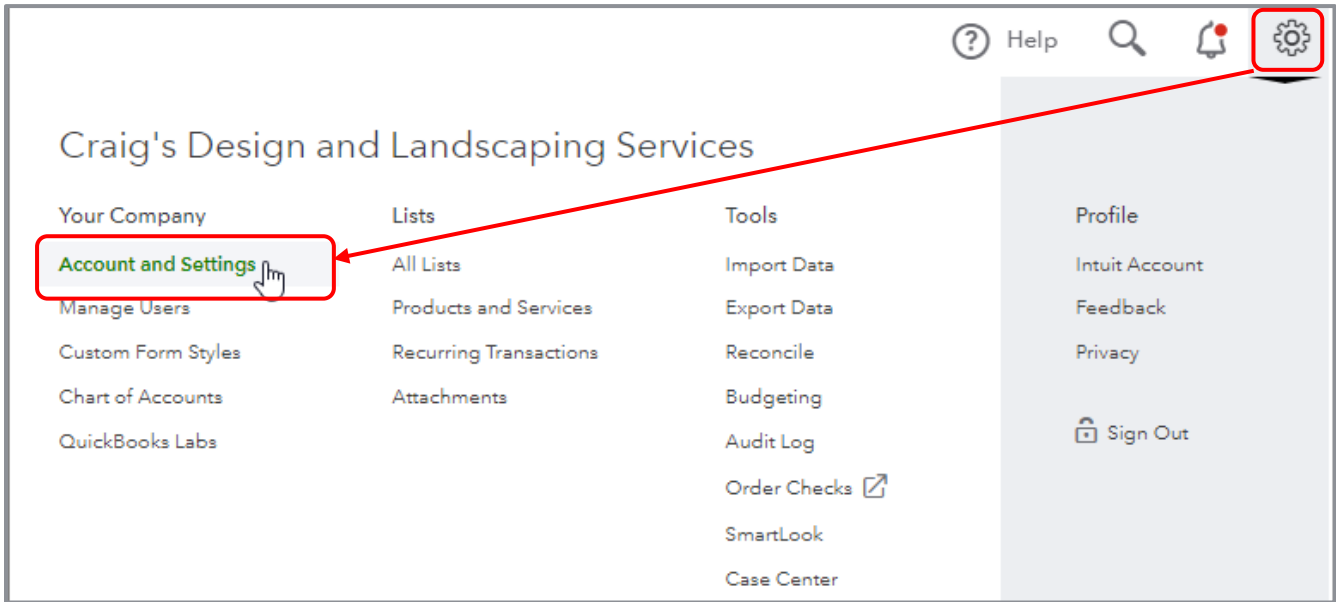 Help
Craig's Design and Landscaping Services
Your Company
Account and Settings
Manage Users
Custom Form Styles
Chart of Accounts
QuickBooks Labs
Lists
All Lists
Products and Services
Recurring Transactions
Attachments
Tools
Import Data
Export Data
Reconcile
Budgeting
Audit Log
Order Checks
SmartLook
Case Center
Profile
Intuit Account
Feedback
Privacy
Sign Out